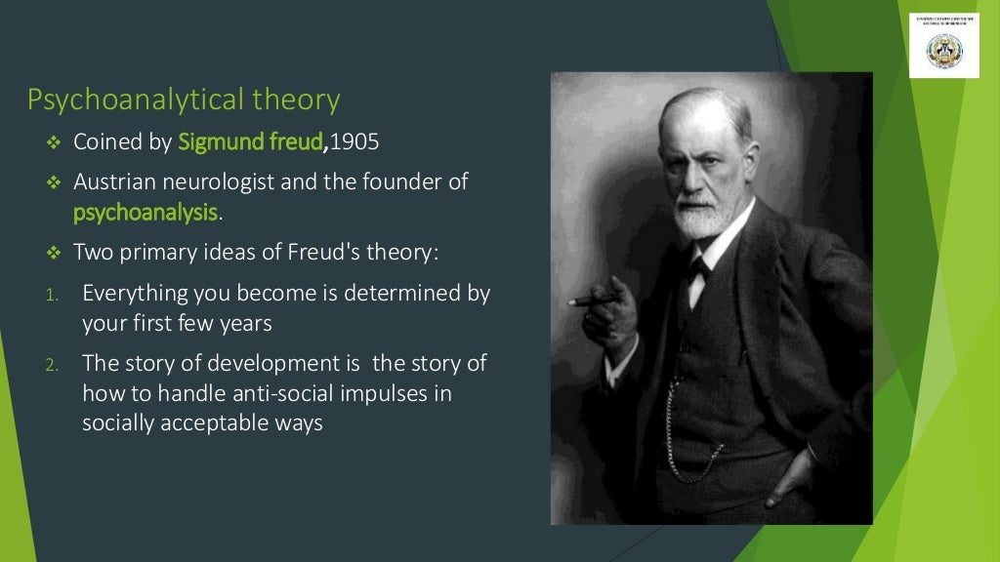 Psychoanalytical theory
Coined by Sigmund freud,1905
Austrian neurologist and the founder of
psychoanalysis.
Two primary ideas of Freud's theory:
1. Everything you become is determined by
your first few years
2. The story of development is  the story of
how to handle anti-social impulses in
socially acceptable ways